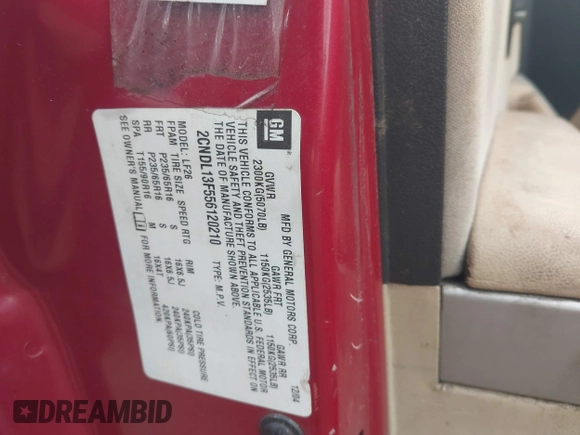 GM
MFD BY GENERAL MOTORS CORP. 12/04
GVWR GAWR FRT GAWR RR
2300KG(5070LB) 1150KG(2535LB) 1150KG(2535LB)
THIS VEHICLE CONFORMS TO ALL APPLICABLE U.S. FEDERAL MOTOR
VEHICLE SAFETY AND THEFT PREVENTION STANDARDS IN EFFECT ON
THE DATE OF MANUFACTURE SHOWN ABOVE.
2CNDL13F556120210 TYPE: M.P.V.
MODEL: LF26
FPAM TIRE SIZE SPEED RTG RIM COLD TIRE PRESSURE
FRT P235/65R16 S 16X6.5J 240KPA(35PSI)
RR P235/65R16 S 16X6.5J 240KPA(35PSI)
SPA T155/90R16 M 16X4T 420KPA(60PSI)
SEE OWNER'S MANUAL FOR MORE INFORMATION
DREAMBID